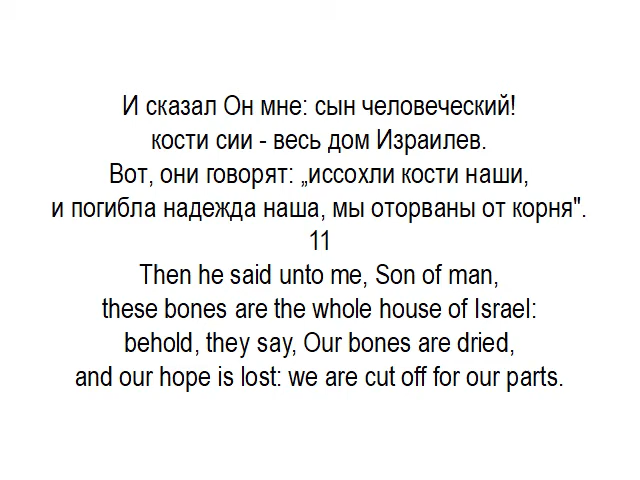 И сказал Он мне: сын человеческий!
кости сии - весь дом Израилев.
Вот, они говорят: „иссохли кости наши,
и погибла надежда наша, мы оторваны от корня".
11
Then he said unto me, Son of man,
these bones are the whole house of Israel:
behold, they say, Our bones are dried,
and our hope is lost: we are cut off for our parts.